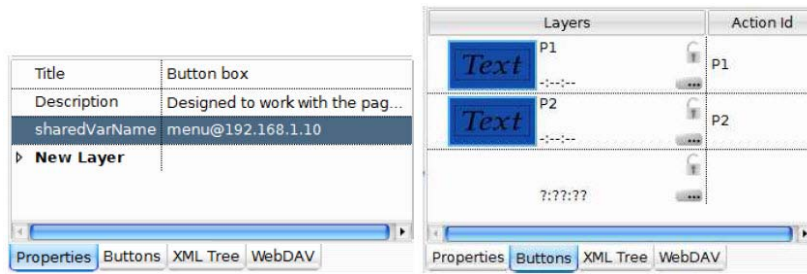 Title Button box
Description Designed to work with the pag...
sharedVarName menu@192.168.1.10
New Layer
Properties Buttons XML Tree WebDAV
Layers Action Id
P1
Text P1
-:--:--
P2
Text P2
-:--:--
?:??:??
Properties Buttons XML Tree WebDAV